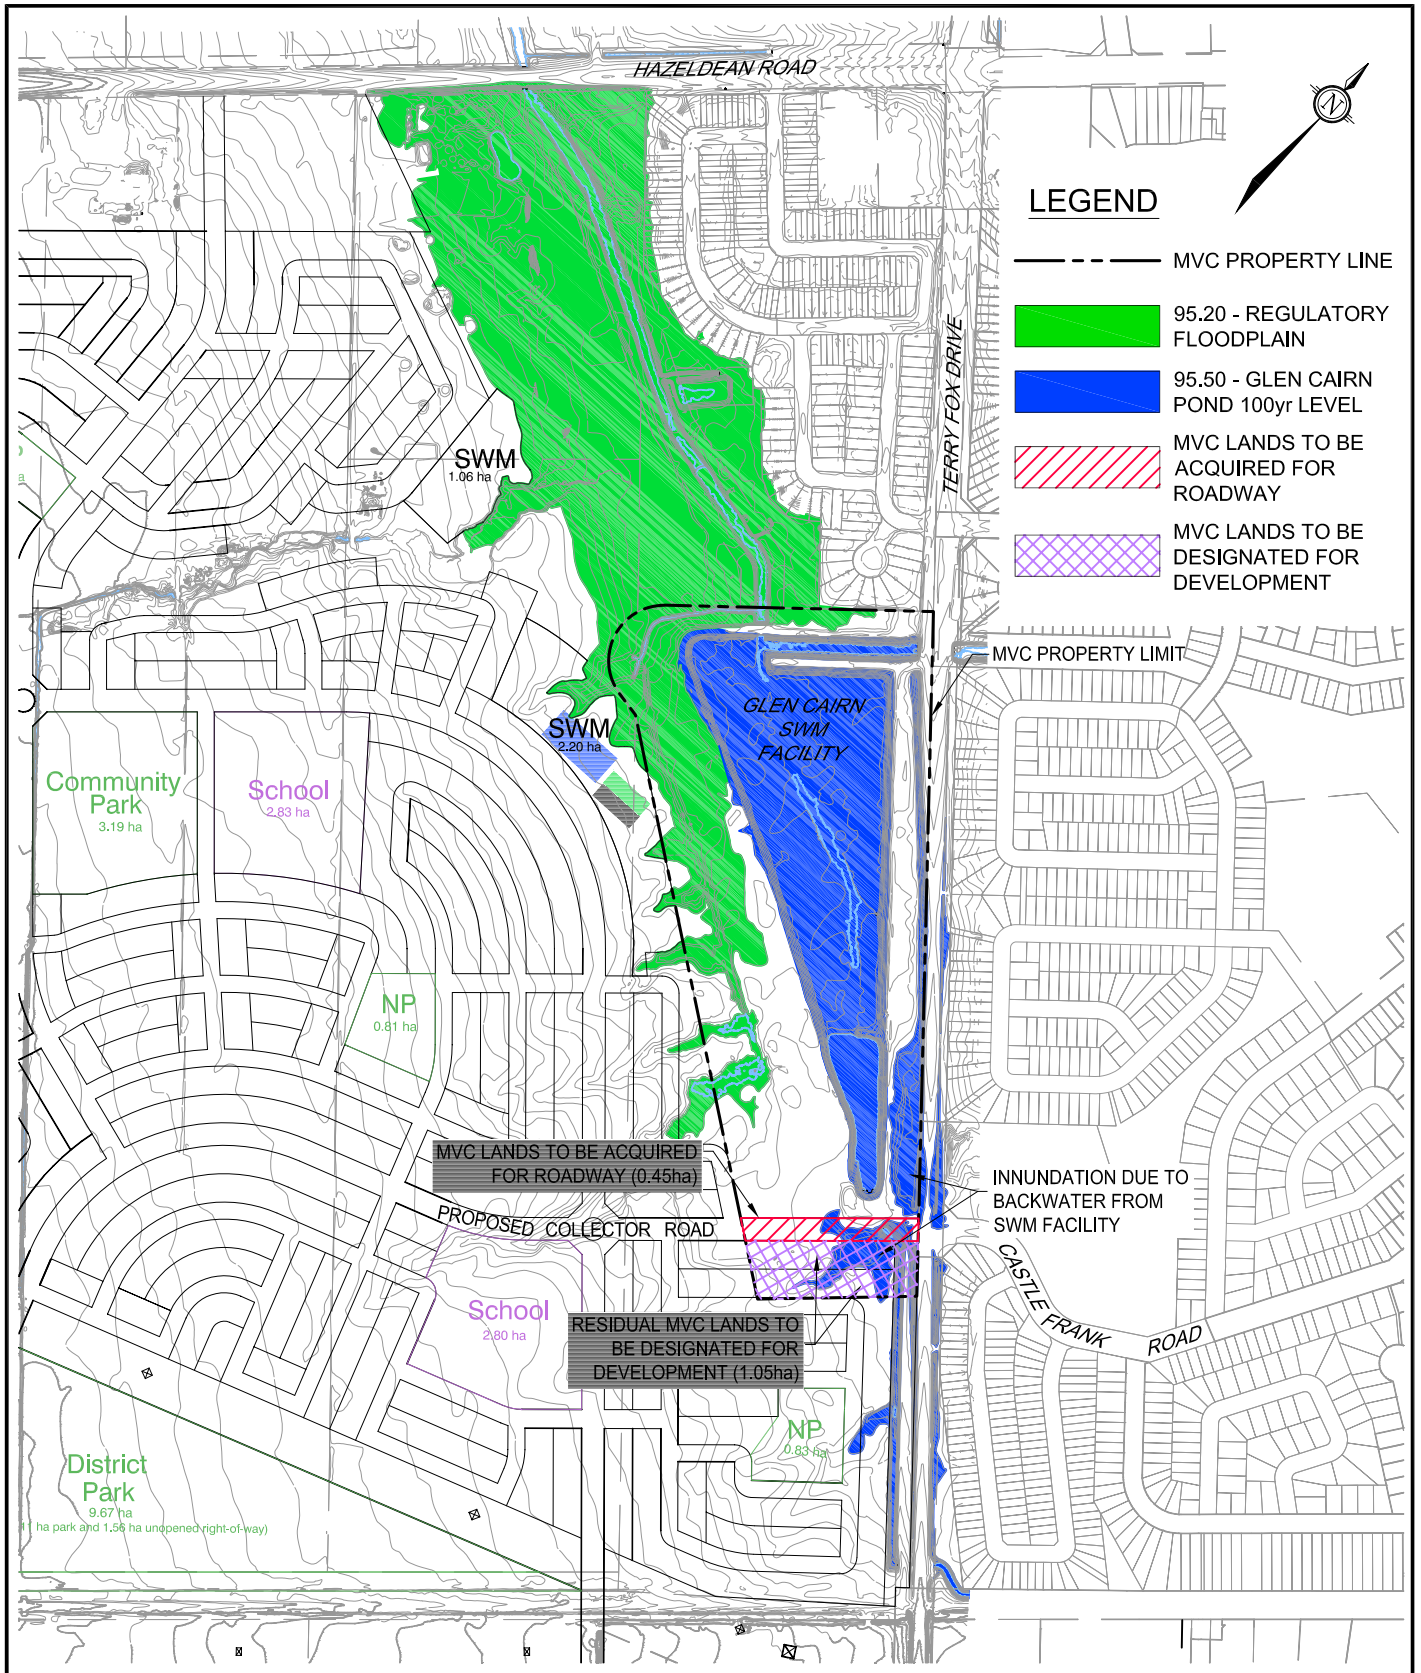 HAZELDEAN ROAD
N
LEGEND
MVC PROPERTY LINE
95.20 - REGULATORY
FLOODPLAIN
95.50 - GLEN CAIRN
POND 100yr LEVEL
MVC LANDS TO BE
ACQUIRED FOR
ROADWAY
MVC LANDS TO BE
DESIGNATED FOR
DEVELOPMENT
TERRY FOX DRIVE
SWM
1.06 ha
MVC PROPERTY LIMIT
GLEN CAIRN
SWM
FACILITY
SWM
2.20 ha
Community
Park
3.19 ha
School
2.83 ha
NP
0.81 ha
MVC LANDS TO BE ACQUIRED
FOR ROADWAY (0.45ha)
INNUNDATION DUE TO
BACKWATER FROM
SWM FACILITY
PROPOSED COLLECTOR ROAD
CASTLE FRANK ROAD
School
2.80 ha
RESIDUAL MVC LANDS TO
BE DESIGNATED FOR
DEVELOPMENT (1.05ha)
NP
0.83 ha
District
Park
9.67 ha
ha park and 1.56 ha unopened right-of-way)